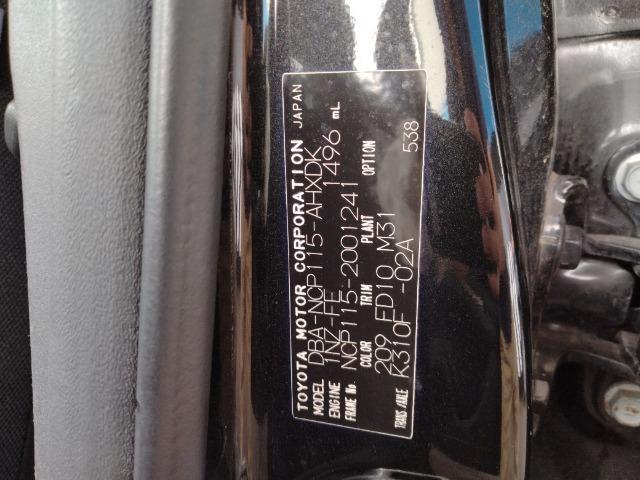 TOYOTA MOTOR CORPORATION JAPAN
MODEL DBA-NCP115-AHXDK
ENGINE 1NZ-FE 1496 mL
FRAME No. NCP115-2001241
COLOR TRIM PLANT OPTION
209 FD10 M31
TRANS./AXLE K310F -02A 538